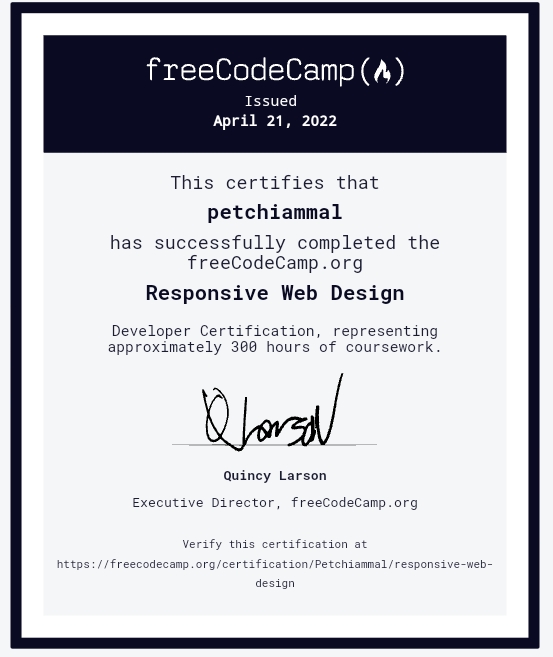 freeCodeCamp(🔥)
Issued
April 21, 2022
This certifies that
petchiammal
has successfully completed the
freeCodeCamp.org
Responsive Web Design
Developer Certification, representing
approximately 300 hours of coursework.
Q Larson
Quincy Larson
Executive Director, freeCodeCamp.org
Verify this certification at
https://freecodecamp.org/certification/Petchiammal/responsive-web-
design